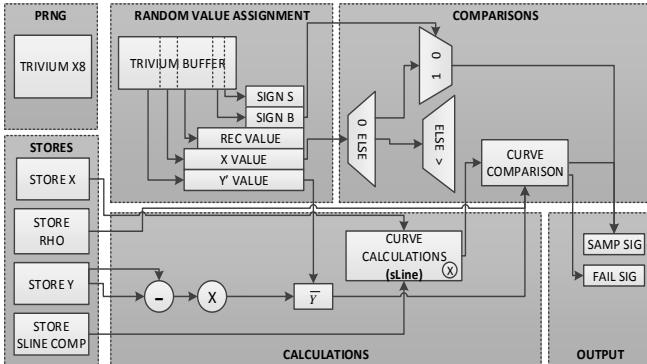 PRNG
TRIVIUM X8
RANDOM VALUE ASSIGNMENT
TRIVIUM BUFFER
SIGN S
SIGN B
REC VALUE
X VALUE
Y' VALUE
COMPARISONS
1 0
0 ELSE
ELSE <
CURVE
COMPARISON
STORES
STORE X
STORE
RHO
STORE Y
STORE
SLINE COMP
−
X
Y̅
CURVE
CALCULATIONS
(sLine)
X
CALCULATIONS
SAMP SIG
FAIL SIG
OUTPUT